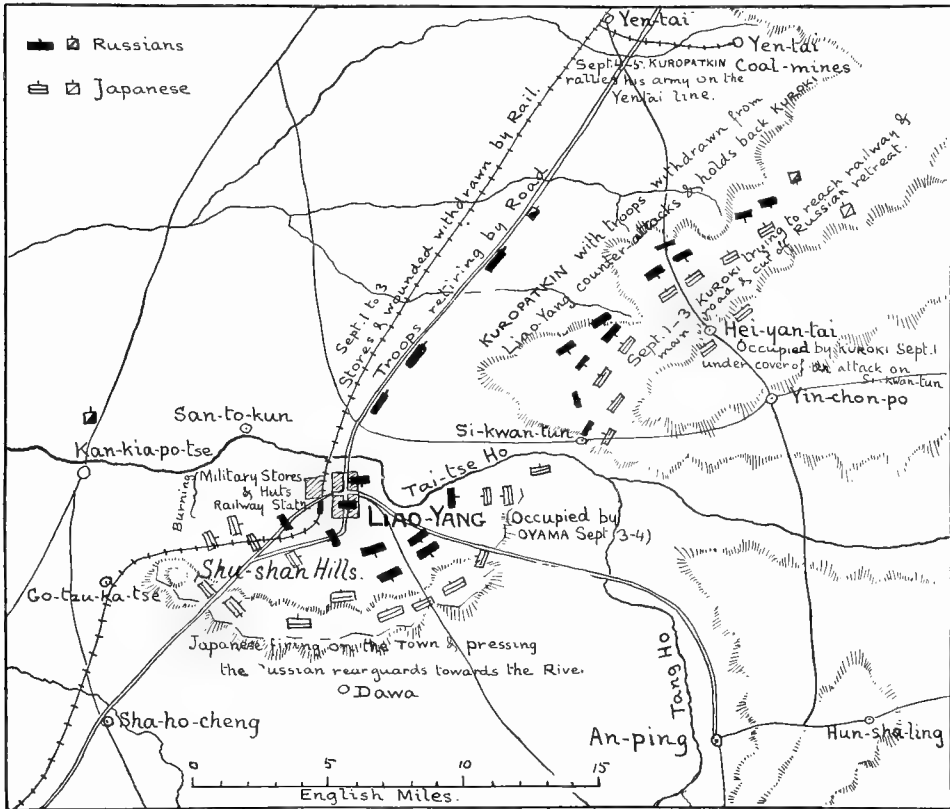 Russians
Japanese
Yen-tai
Yen-tai
Coal-mines
Sept. 4-5. KUROPATKIN
rallies his army on the
Yentai line.
Sept. 1 to 3
Stores & wounded withdrawn by Rail.
Troops retiring by Road
KUROPATKIN with troops withdrawn from
Liao-Yang counter-attacks & holds back KUROKI
Sept. 1-3 KUROKI trying to reach railway &
main road & cut off Russian retreat.
Hei-yan-tai
Occupied by KUROKI Sept. 1
under cover of the attack on
Si-kwan-tun
Yin-chon-po
San-to-kun
Si-kwan-tun
Kan-kia-po-tse
Tai-tse Ho
Burning
Military Stores
& Huts
Railway Statn.
LIAO-YANG
Occupied by
OYAMA Sept (3-4)
Shu-shan Hills.
Go-tzu-ka-tse
Japanese firing on the Town & pressing
the Russian rearguards towards the River.
Dawa
Tang Ho
Sha-ho-cheng
An-ping
Hun-sha-ling
0 5 10 15
English Miles.